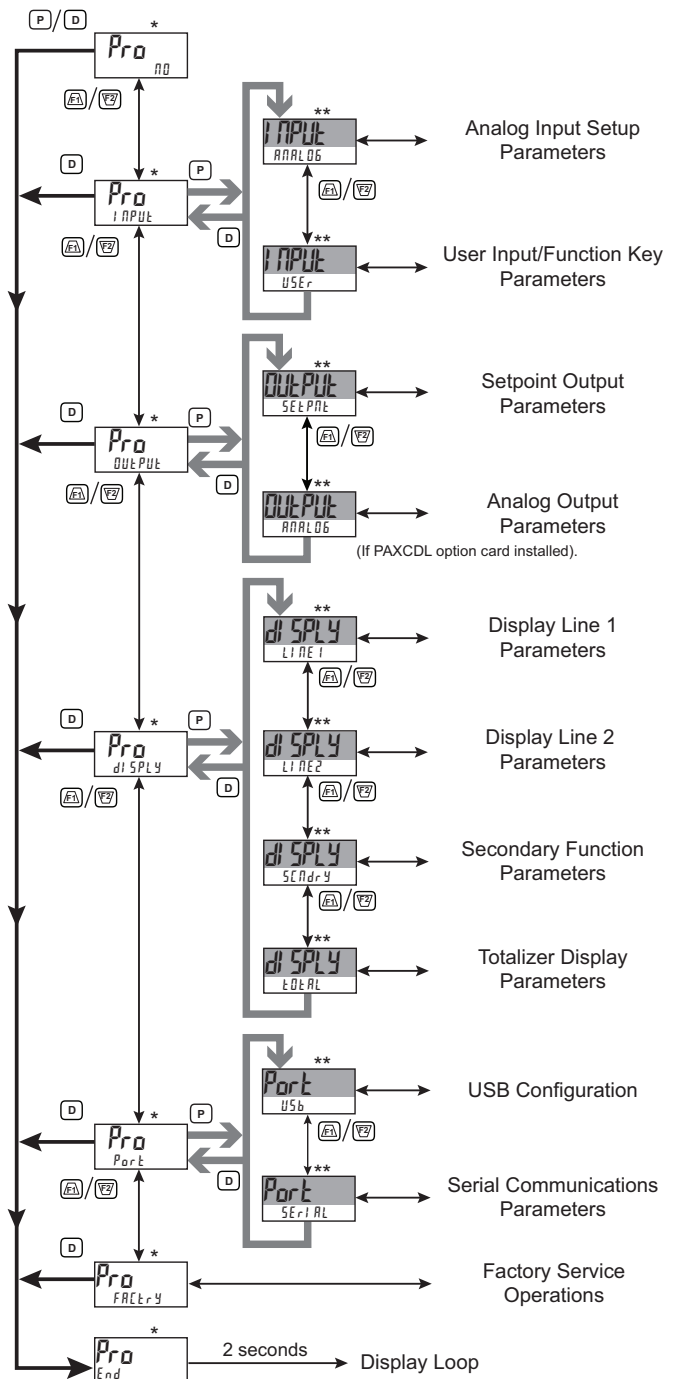 P / D
*
Pro
NO
F1 / F2
D
*
Pro
INPUt
P
D
F1 / F2
**
INPUt
ANALOG
F1 / F2
**
INPUt
USEr
Analog Input Setup
Parameters
User Input/Function Key
Parameters
D
*
Pro
OUtPUt
P
D
F1 / F2
**
OUtPUt
SEtPNt
F1 / F2
**
OUtPUt
ANALOG
Setpoint Output
Parameters
Analog Output
Parameters
(If PAXCDL option card installed).
D
*
Pro
diSPLY
P
D
F1 / F2
**
diSPLY
LINE1
F1 / F2
**
diSPLY
LINE2
F1 / F2
**
diSPLY
SCNdrY
F1 / F2
**
diSPLY
tOtAL
Display Line 1
Parameters
Display Line 2
Parameters
Secondary Function
Parameters
Totalizer Display
Parameters
D
*
Pro
Port
P
D
F1 / F2
**
Port
USb
F1 / F2
**
Port
SErIAL
USB Configuration
Serial Communications
Parameters
D
*
Pro
FACtrY
Factory Service
Operations
*
Pro
End
2 seconds
Display Loop